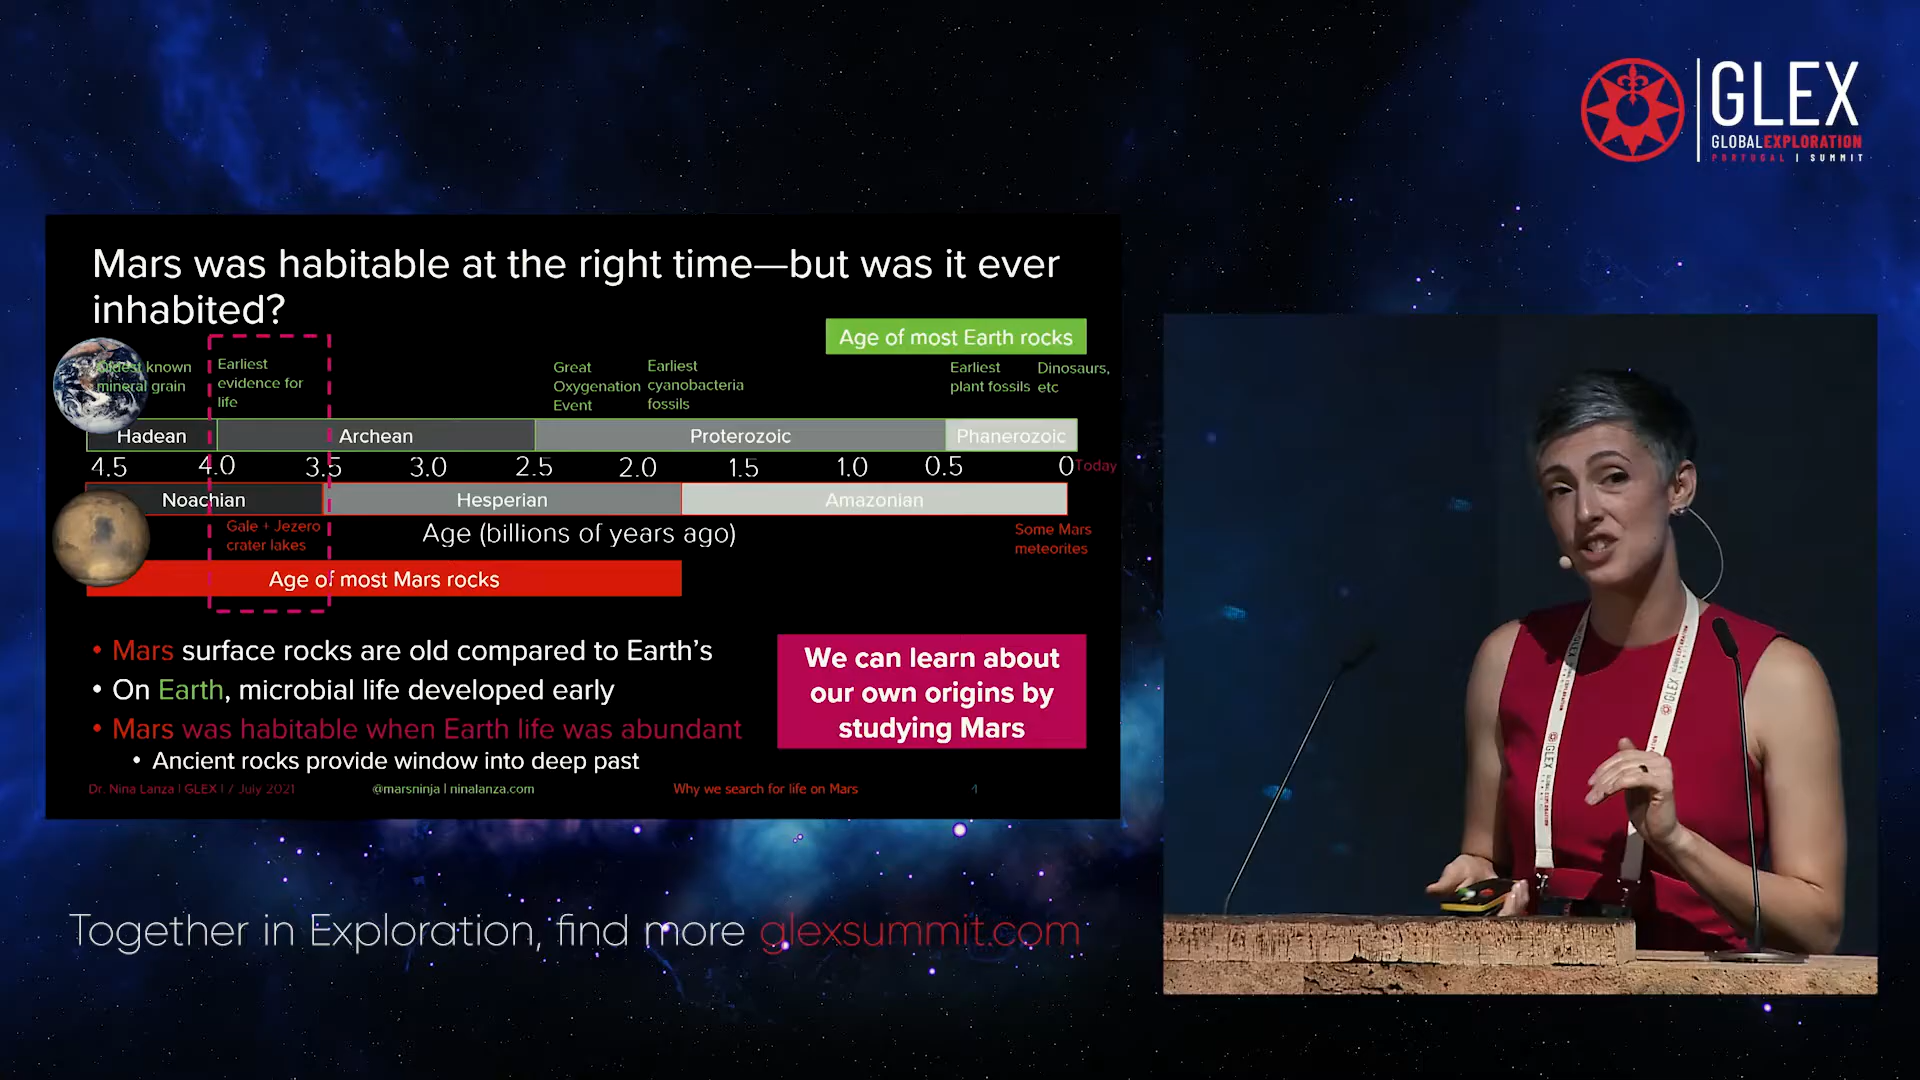 GLEX
GLOBALEXPLORATION
PORTUGAL | SUMMIT
Mars was habitable at the right time—but was it ever
inhabited?
Age of most Earth rocks
Oldest known
mineral grain
Earliest
evidence for
life
Great
Oxygenation
Event
Earliest
cyanobacteria
fossils
Earliest
plant fossils
Dinosaurs,
etc
Hadean Archean Proterozoic Phanerozoic
4.5 4.0 3.5 3.0 2.5 2.0 1.5 1.0 0.5 0 Today
Noachian Hesperian Amazonian
Gale + Jezero
crater lakes
Age (billions of years ago)
Some Mars
meteorites
Age of most Mars rocks
• Mars surface rocks are old compared to Earth's
• On Earth, microbial life developed early
• Mars was habitable when Earth life was abundant
• Ancient rocks provide window into deep past
We can learn about
our own origins by
studying Mars
Dr. Nina Lanza | GLEX | 7 July 2021 @marsninja | ninalanza.com Why we search for life on Mars 4
Together in Exploration, find more glexsummit.com
GLEX
GLEX